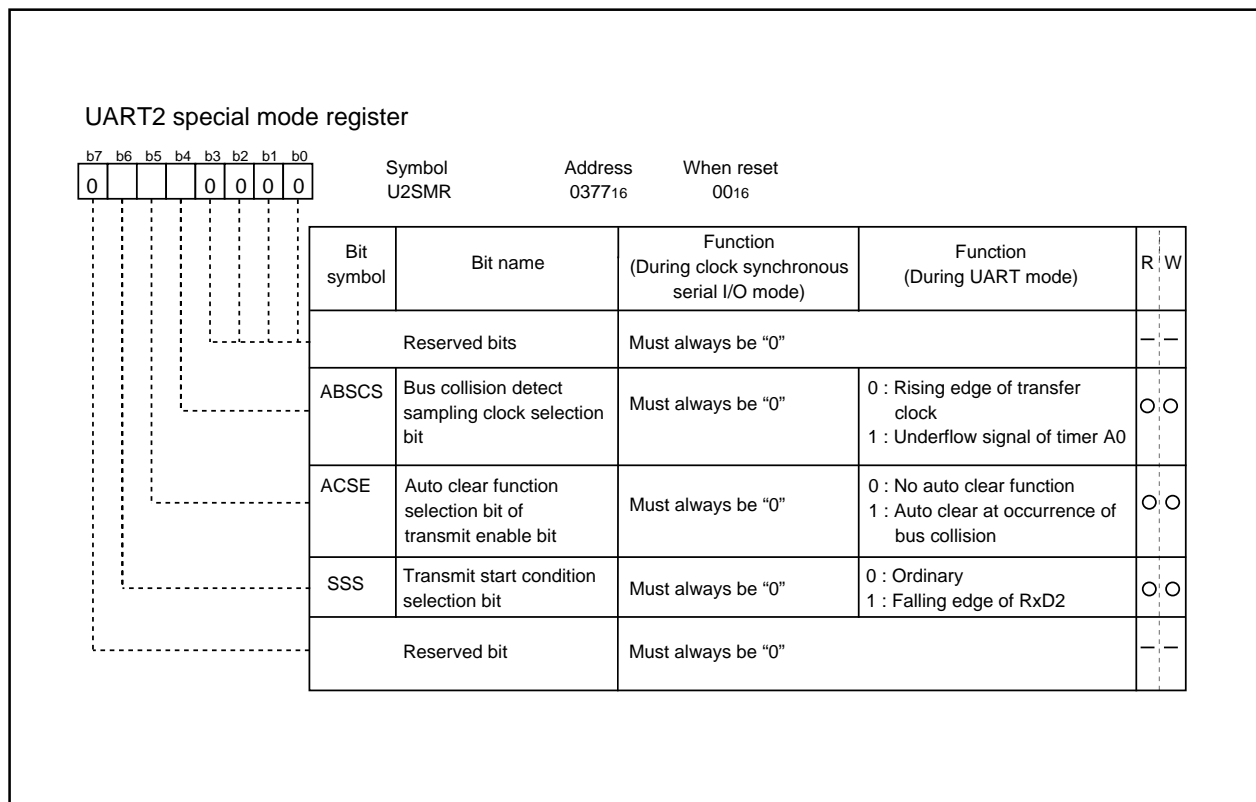 UART2 special mode register
b7 b6 b5 b4 b3 b2 b1 b0
0 0 0 0 0
Symbol Address When reset
U2SMR 037716 0016
Bit symbol
Bit name
Function
(During clock synchronous
serial I/O mode)
Function
(During UART mode)
R W
Reserved bits
Must always be “0”
– –
ABSCS
Bus collision detect
sampling clock selection
bit
Must always be “0”
0 : Rising edge of transfer
clock
1 : Underflow signal of timer A0
ACSE
Auto clear function
selection bit of
transmit enable bit
Must always be “0”
0 : No auto clear function
1 : Auto clear at occurrence of
bus collision
SSS
Transmit start condition
selection bit
Must always be “0”
0 : Ordinary
1 : Falling edge of RxD2
Reserved bit
Must always be “0”
– –